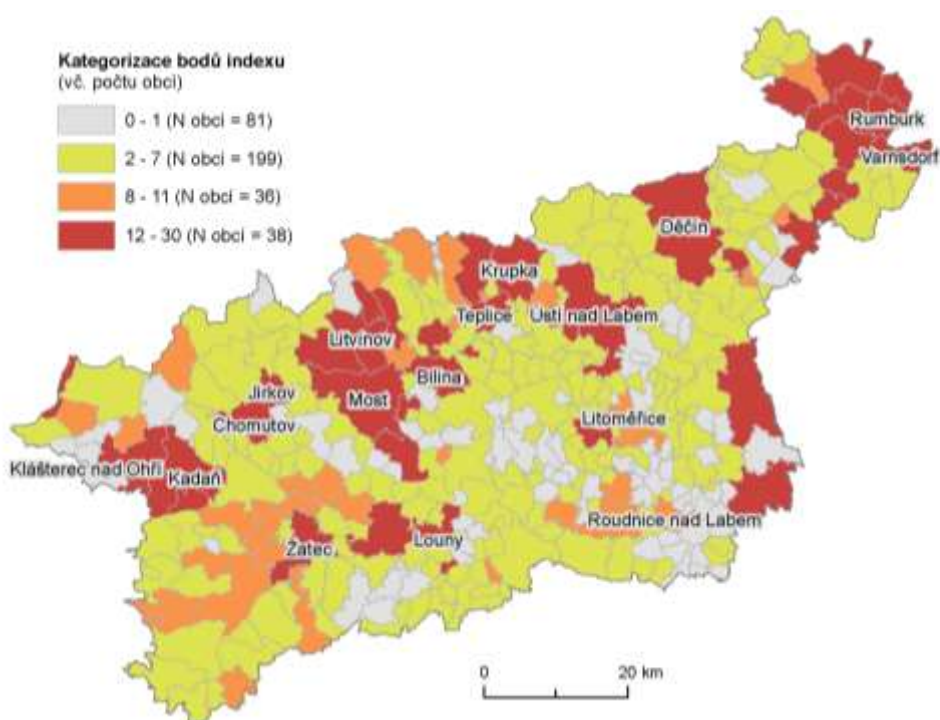 Kategorizace bodů indexu
(vč. počtu obcí)
0 - 1 (N obcí = 81)
2 - 7 (N obcí = 199)
8 - 11 (N obcí = 36)
12 - 30 (N obcí = 38)
Rumburk
Varnsdorf
Děčín
Krupka
Teplice
Ústí nad Labem
Litvínov
Bílina
Jirkov
Most
Chomutov
Litoměřice
Klášterec nad Ohří
Kadaň
Roudnice nad Labem
Louny
Žatec
0
20 km